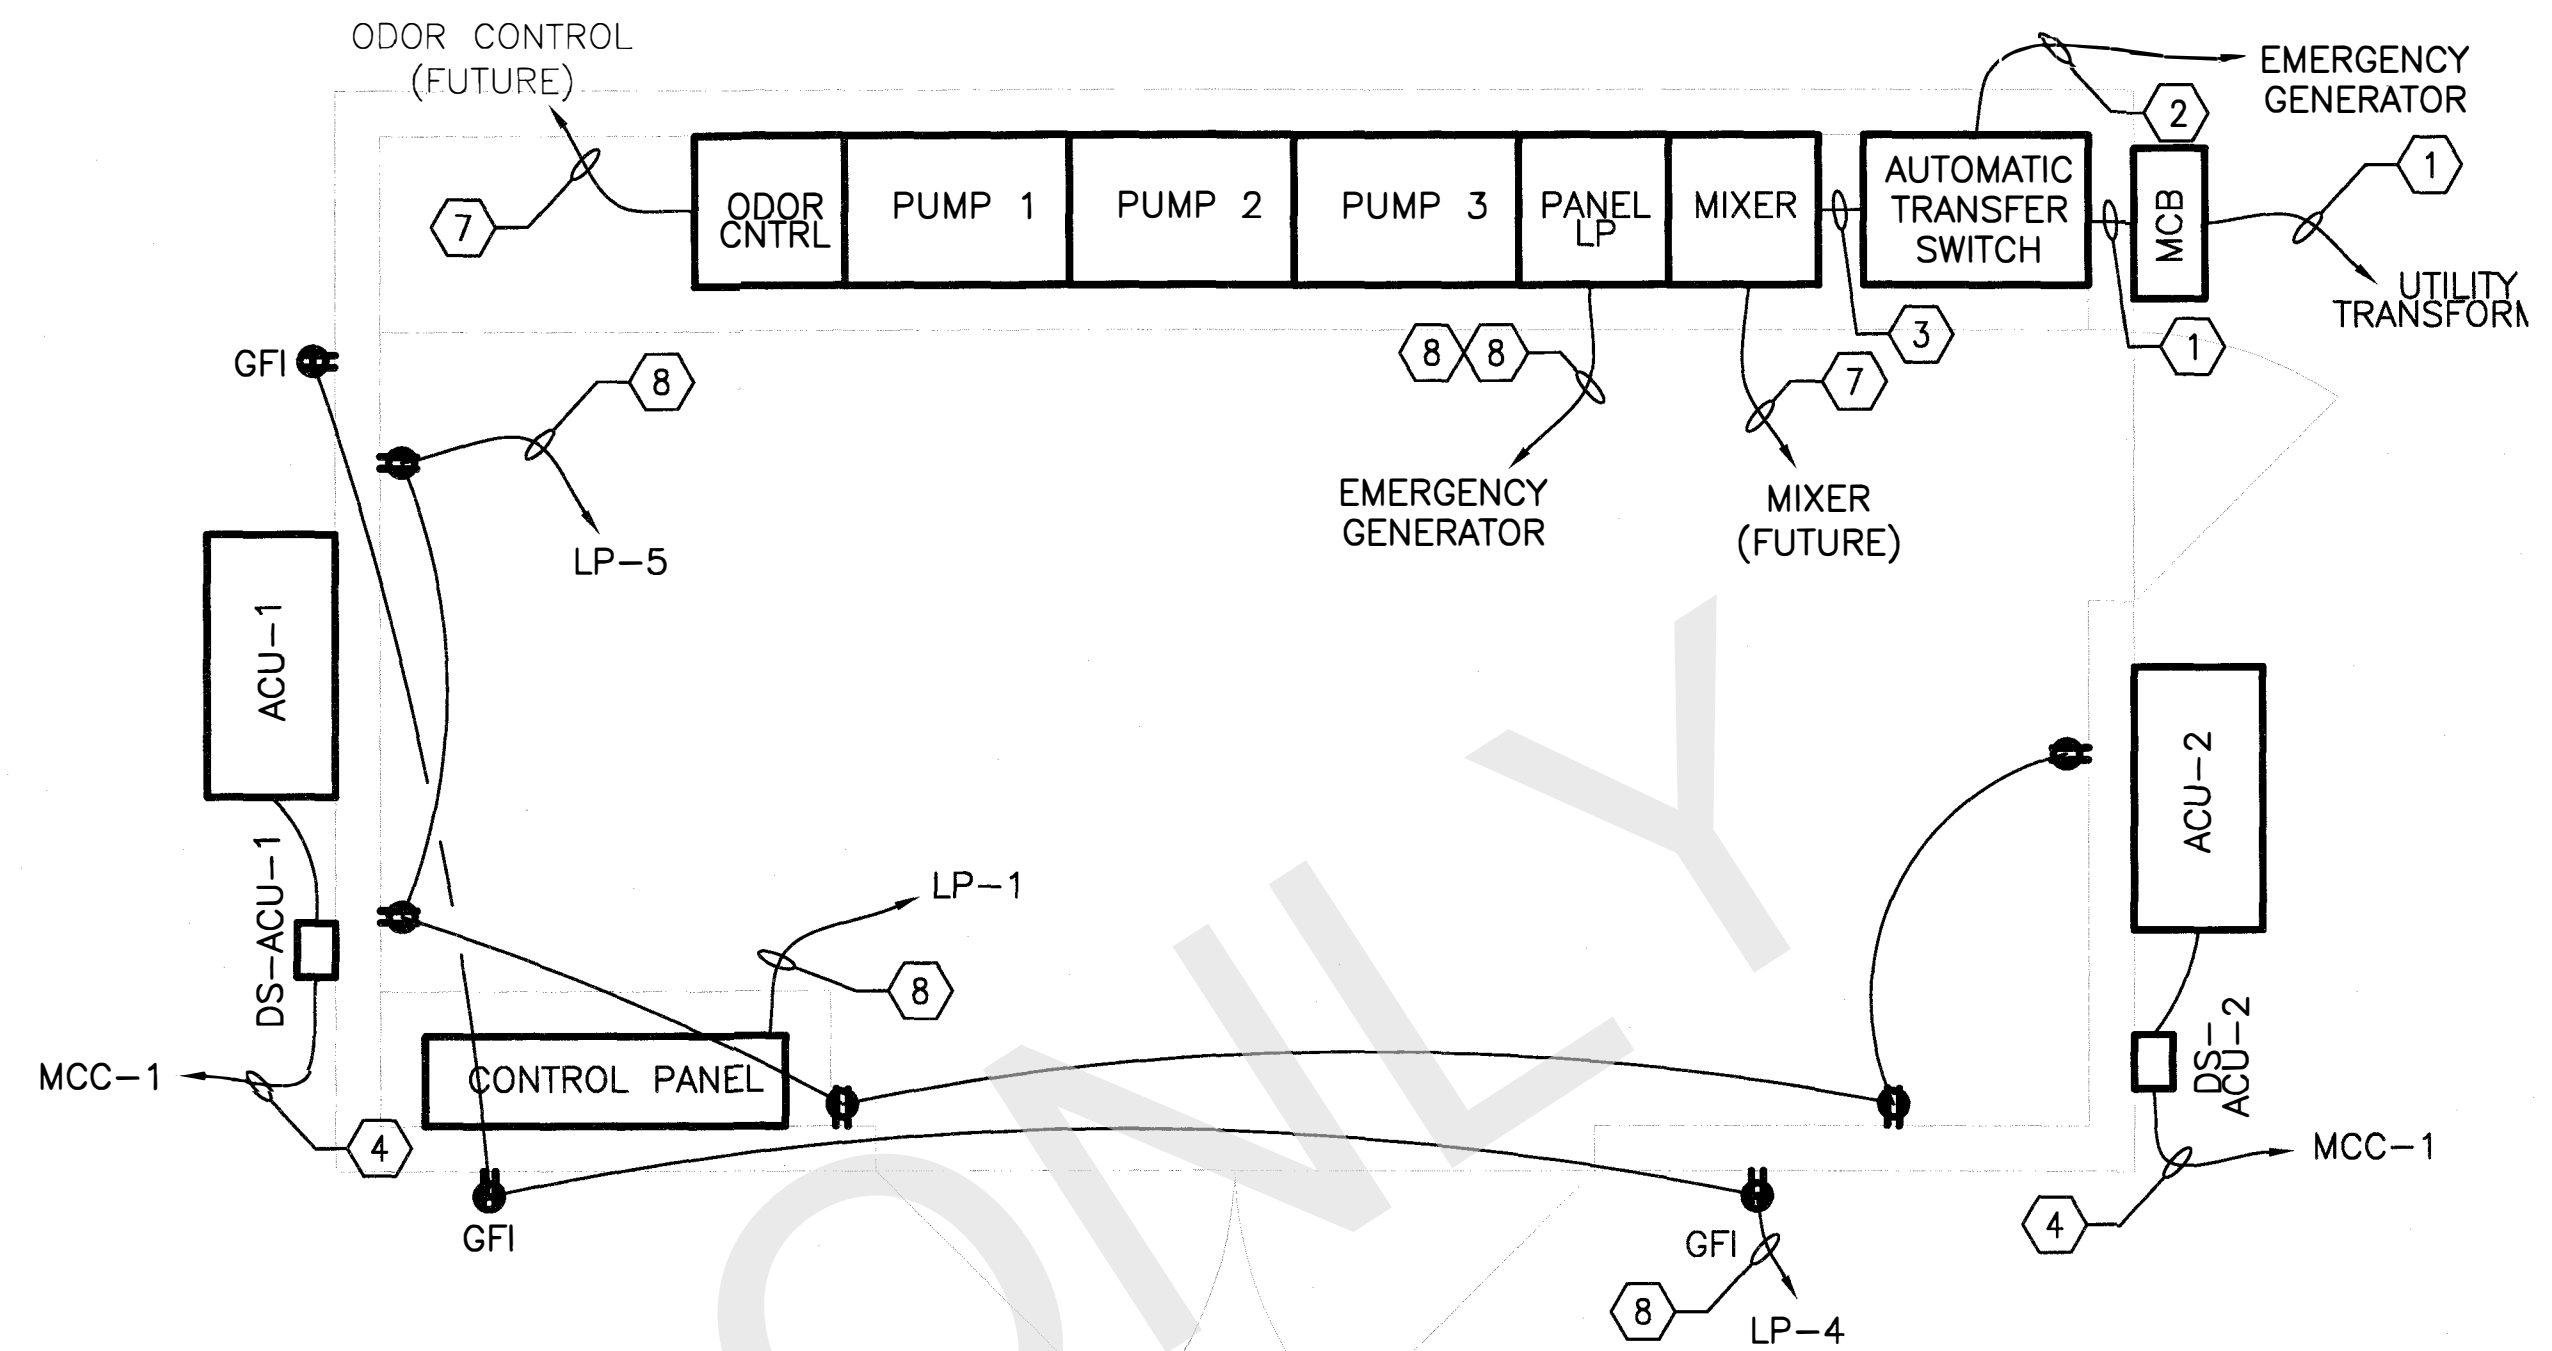 ODOR CONTROL
(FUTURE)
EMERGENCY
GENERATOR
2
1
7
ODOR
CNTRL
PUMP 1
PUMP 2
PUMP 3
PANEL
LP
MIXER
AUTOMATIC
TRANSFER
SWITCH
MCB
UTILITY
TRANSFORM
3
1
8
8
7
GFI
8
EMERGENCY
GENERATOR
MIXER
(FUTURE)
LP-5
ACU-1
ACU-2
DS-ACU-1
LP-1
8
CONTROL PANEL
MCC-1
4
DS-
ACU-2
MCC-1
4
GFI
GFI
8
LP-4
ONLY